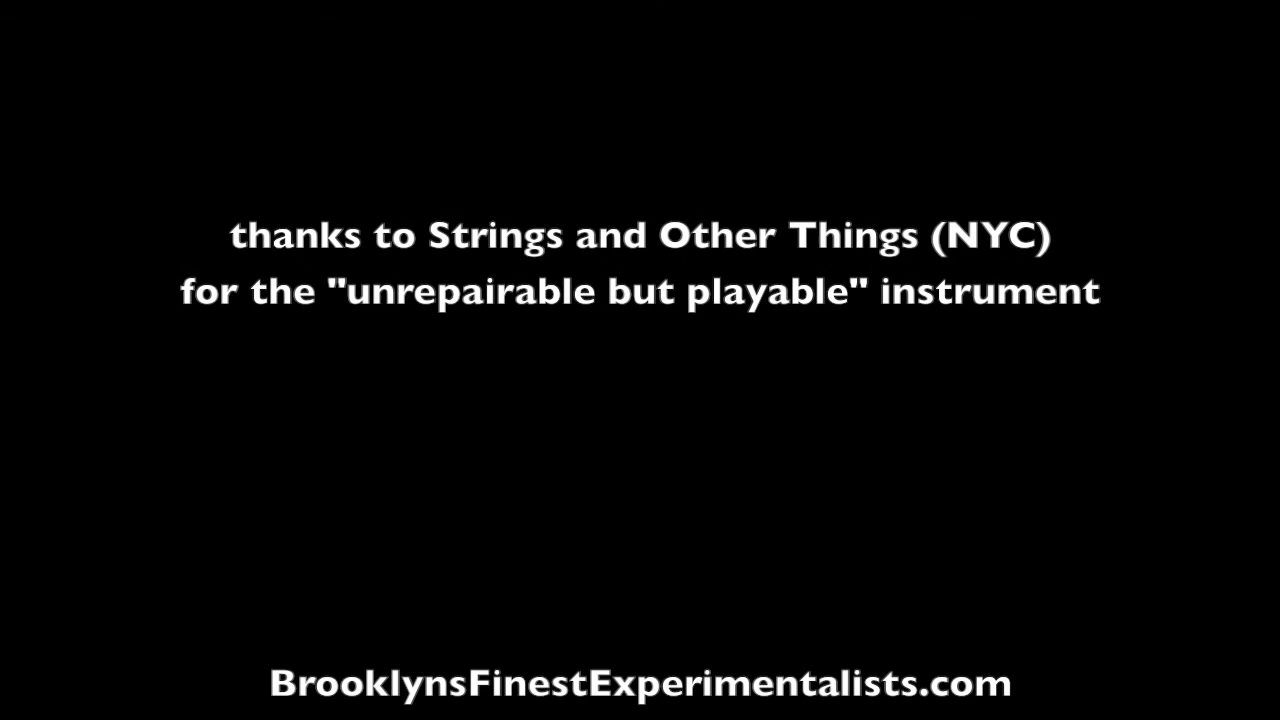 thanks to Strings and Other Things (NYC)
for the "unrepairable but playable" instrument
BrooklynsFinestExperimentalists.com